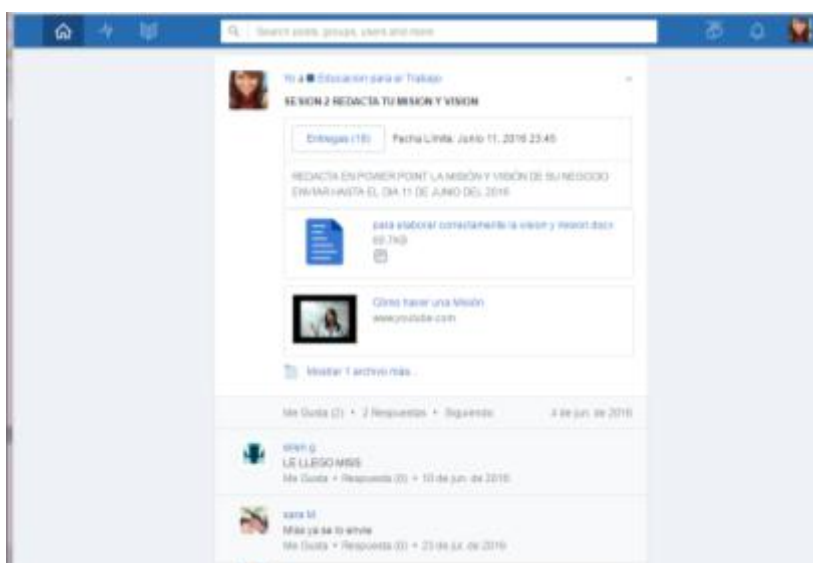 Search posts, groups, users and more
Yo a Educacion para el Trabajo
SESION 2 REDACTA TU MISION Y VISION
Entregas (18) Fecha Límite: Junio 11, 2016 23:45
REDACTA EN POWER POINT LA MISIÓN Y VISIÓN DE SU NEGOCIO
ENVIAR HASTA EL DIA 11 DE JUNIO DEL 2016
para elaborar correctamente la vision y mision.docx
KB
Cómo hacer una Misión
www.youtube.com
Mostrar 1 archivo más...
Me Gusta (2) • 2 Respuestas • Siguiendo 4 de jun. de 2016
g.
LE LLEGO MISS
Me Gusta • Respuesta (0) • 10 de jun. de 2016
sara M.
Miss ya se lo envie
Me Gusta • Respuesta (0) • 23 de de 2016